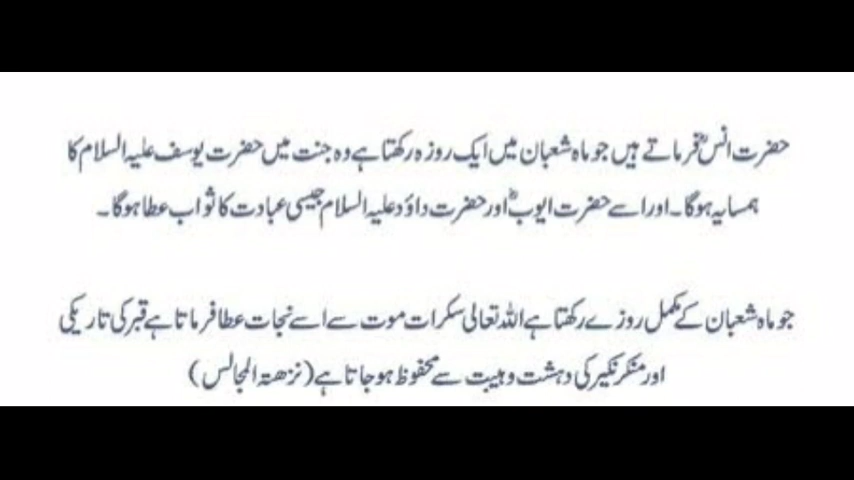 حضرت انسؓ فرماتے ہیں جو ماہ شعبان میں ایک روزہ رکھتا ہے وہ جنت میں حضرت یوسف علیہ السلام کا
ہمسایہ ہوگا۔ اور اسے حضرت ایوبؑ اور حضرت داؤد علیہ السلام جیسی عبادت کا ثواب عطا ہوگا۔
جو ماہ شعبان کے مکمل روزے رکھتا ہے اللہ تعالی سکرات موت سے اسے نجات عطا فرماتا ہے قبر کی تاریکی
اور منکر نکیر کی دہشت و ہیبت سے محفوظ ہو جاتا ہے (نزھتہ المجالس)